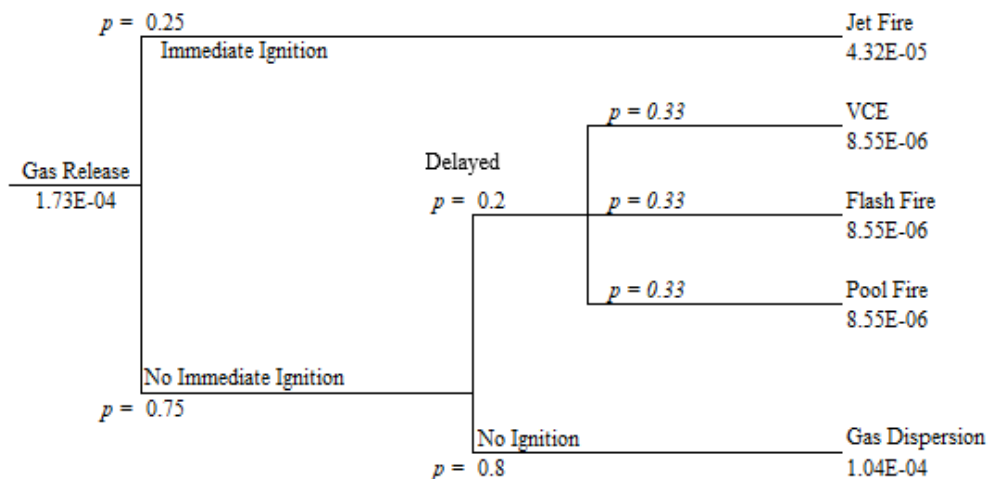 p = 0.25
Immediate Ignition
Jet Fire
4.32E-05
p = 0.33
VCE
8.55E-06
Gas Release
1.73E-04
Delayed
p = 0.2
p = 0.33
Flash Fire
8.55E-06
p = 0.33
Pool Fire
8.55E-06
No Immediate Ignition
p = 0.75
No Ignition
p = 0.8
Gas Dispersion
1.04E-04